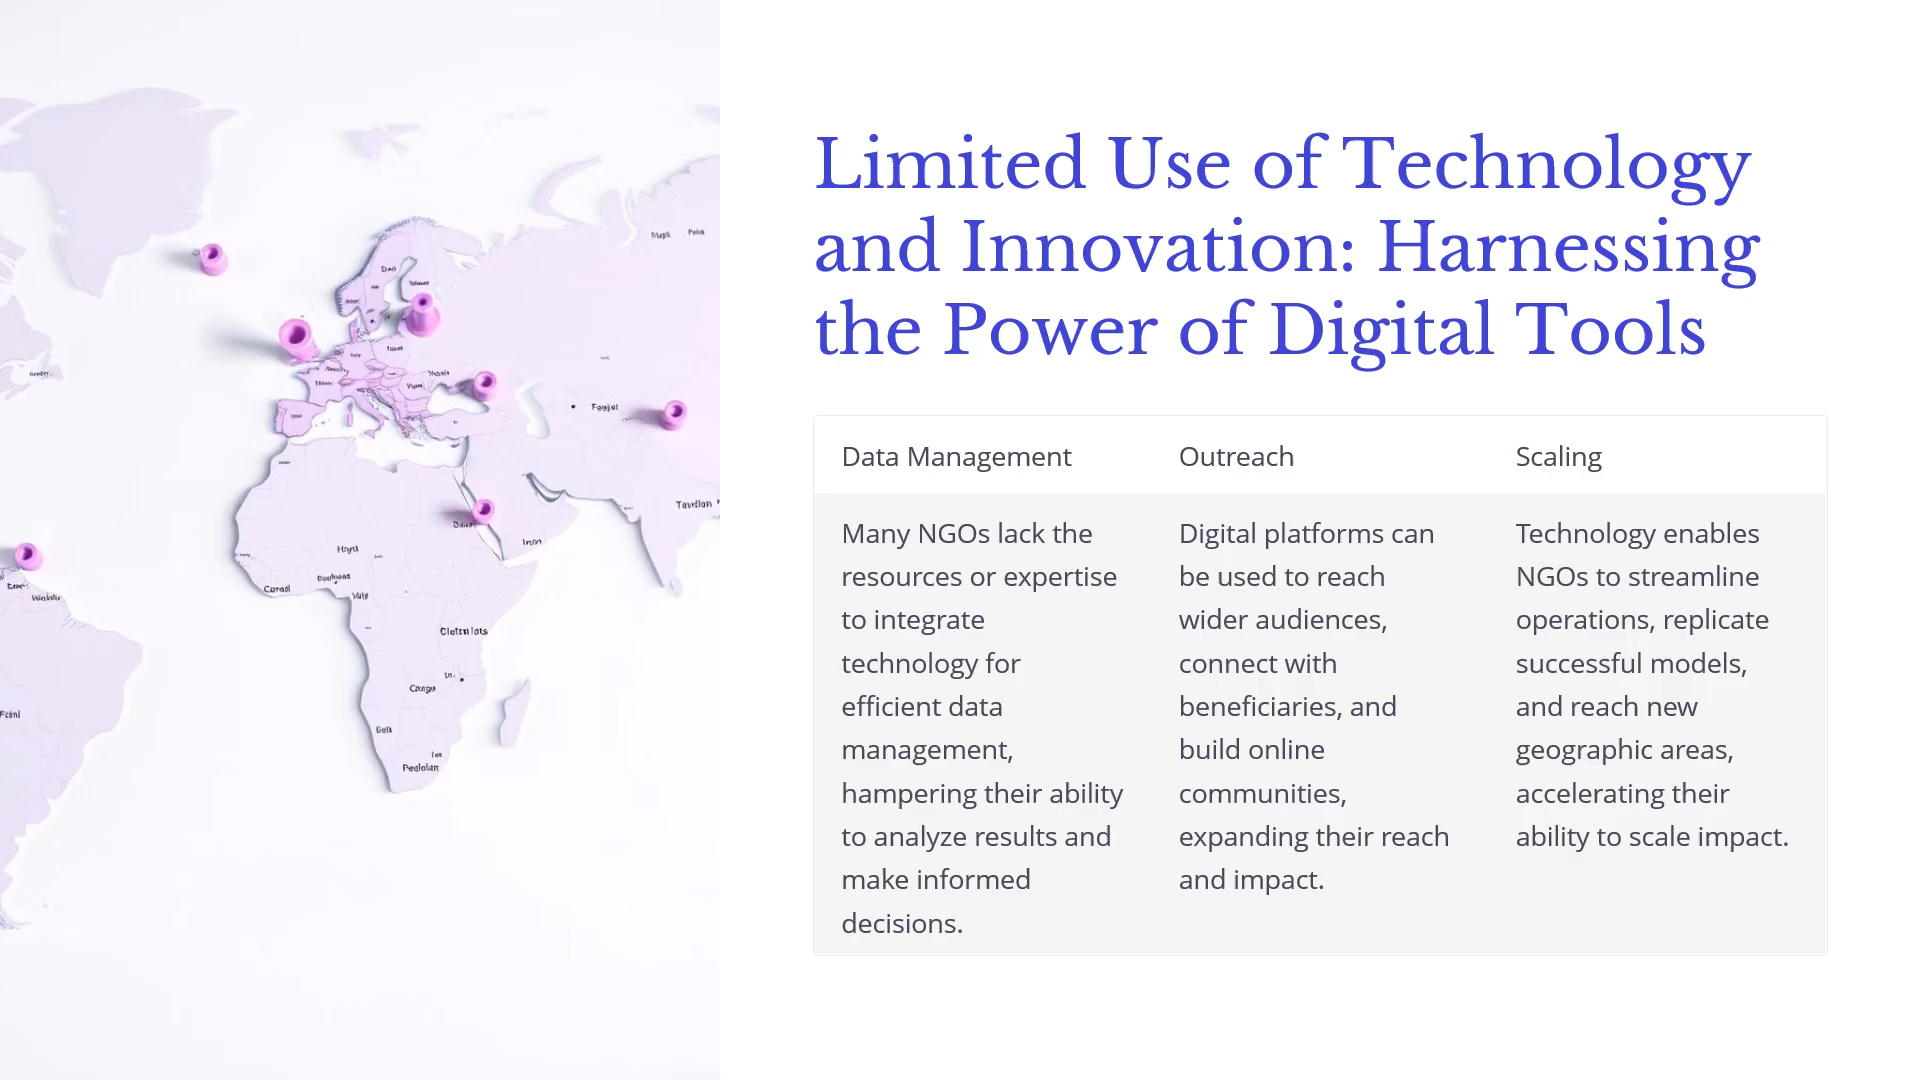 Limited Use of Technology
and Innovation: Harnessing
the Power of Digital Tools
Data Management
Outreach
Scaling
Many NGOs lack the
resources or expertise
to integrate
technology for
efficient data
management,
hampering their ability
to analyze results and
make informed
decisions.
Digital platforms can
be used to reach
wider audiences,
connect with
beneficiaries, and
build online
communities,
expanding their reach
and impact.
Technology enables
NGOs to streamline
operations, replicate
successful models,
and reach new
geographic areas,
accelerating their
ability to scale impact.